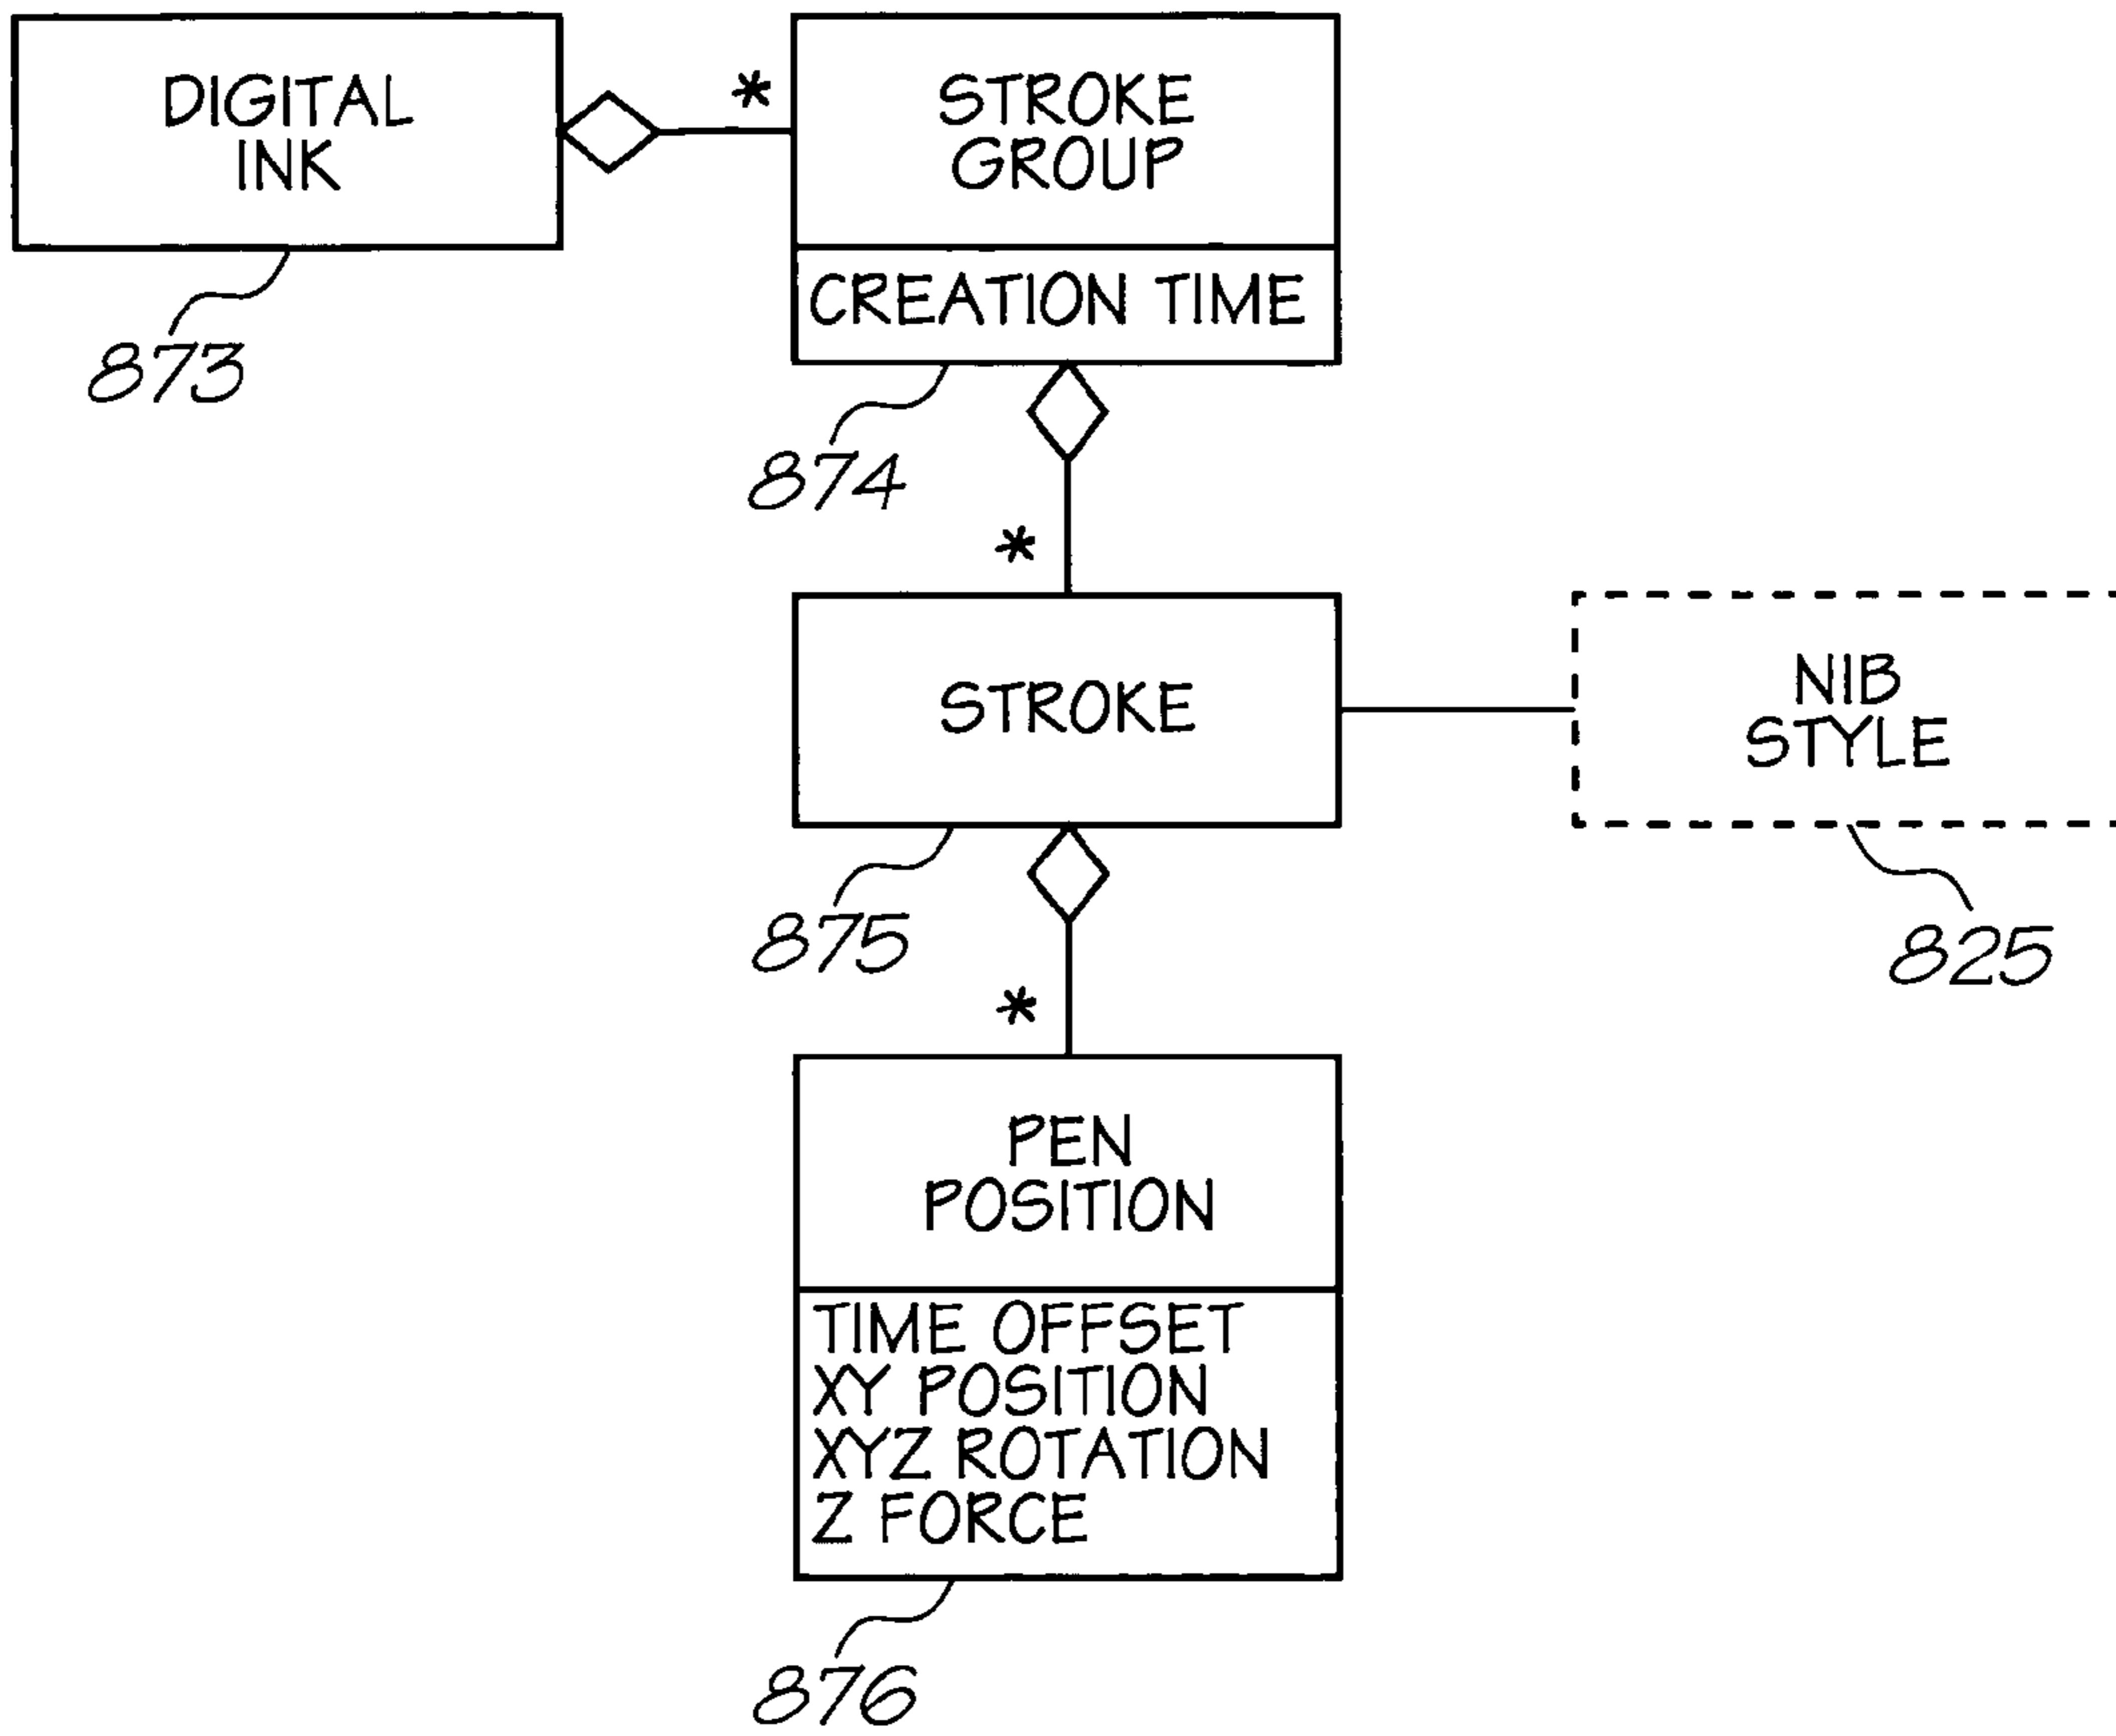 DIGITAL
INK
*
STROKE
GROUP
CREATION TIME
873
874
*
STROKE
NIB
STYLE
875
825
*
PEN
POSITION
TIME OFFSET
XY POSITION
XYZ ROTATION
Z FORCE
876